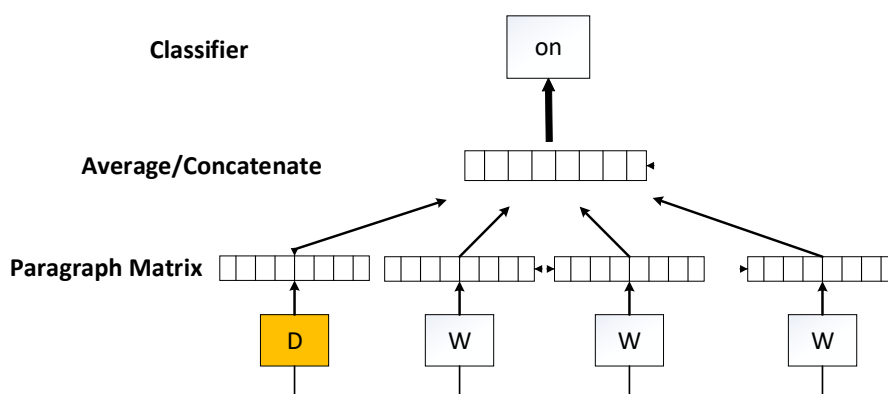 Classifier
on
Average/Concatenate
Paragraph Matrix
D
W
W
W